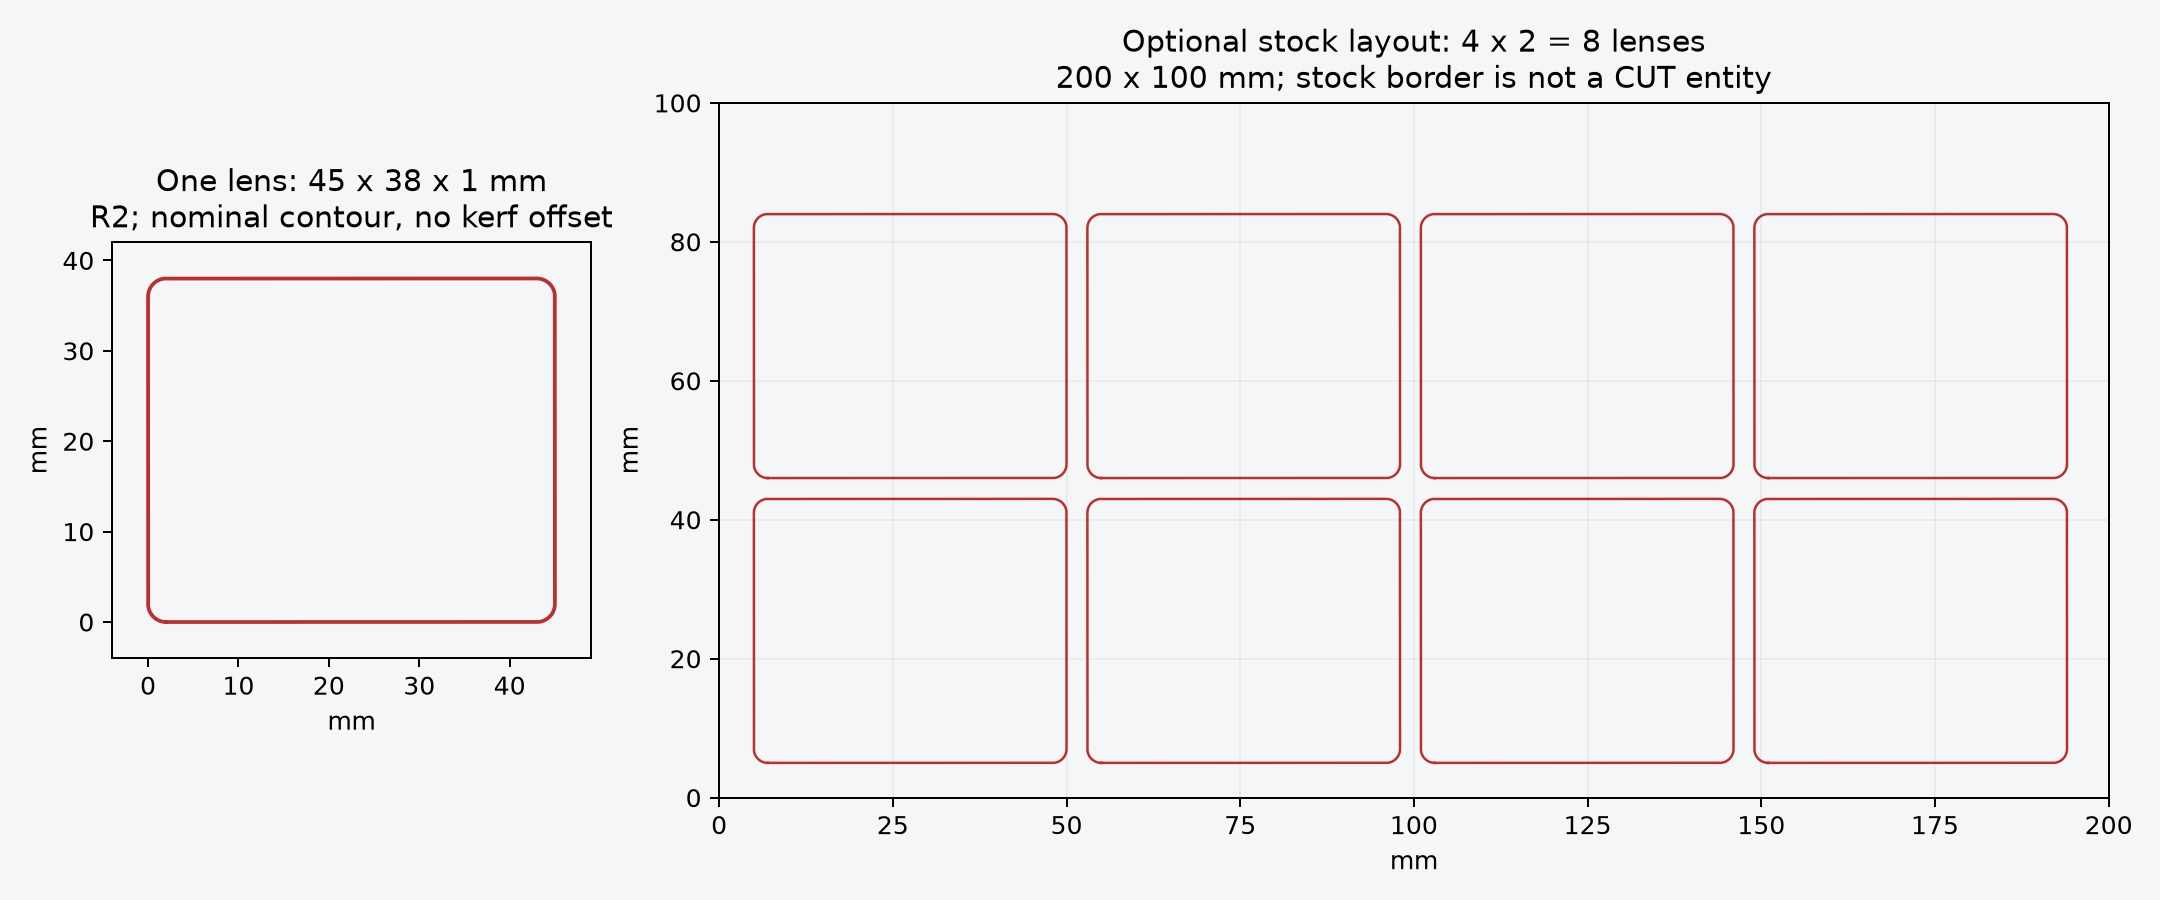 One lens: 45 x 38 x 1 mm
R2; nominal contour, no kerf offset
40
30
20
10
0
mm
0 10 20 30 40
mm
Optional stock layout: 4 x 2 = 8 lenses
200 x 100 mm; stock border is not a CUT entity
100
80
60
40
20
0
mm
0 25 50 75 100 125 150 175 200
mm